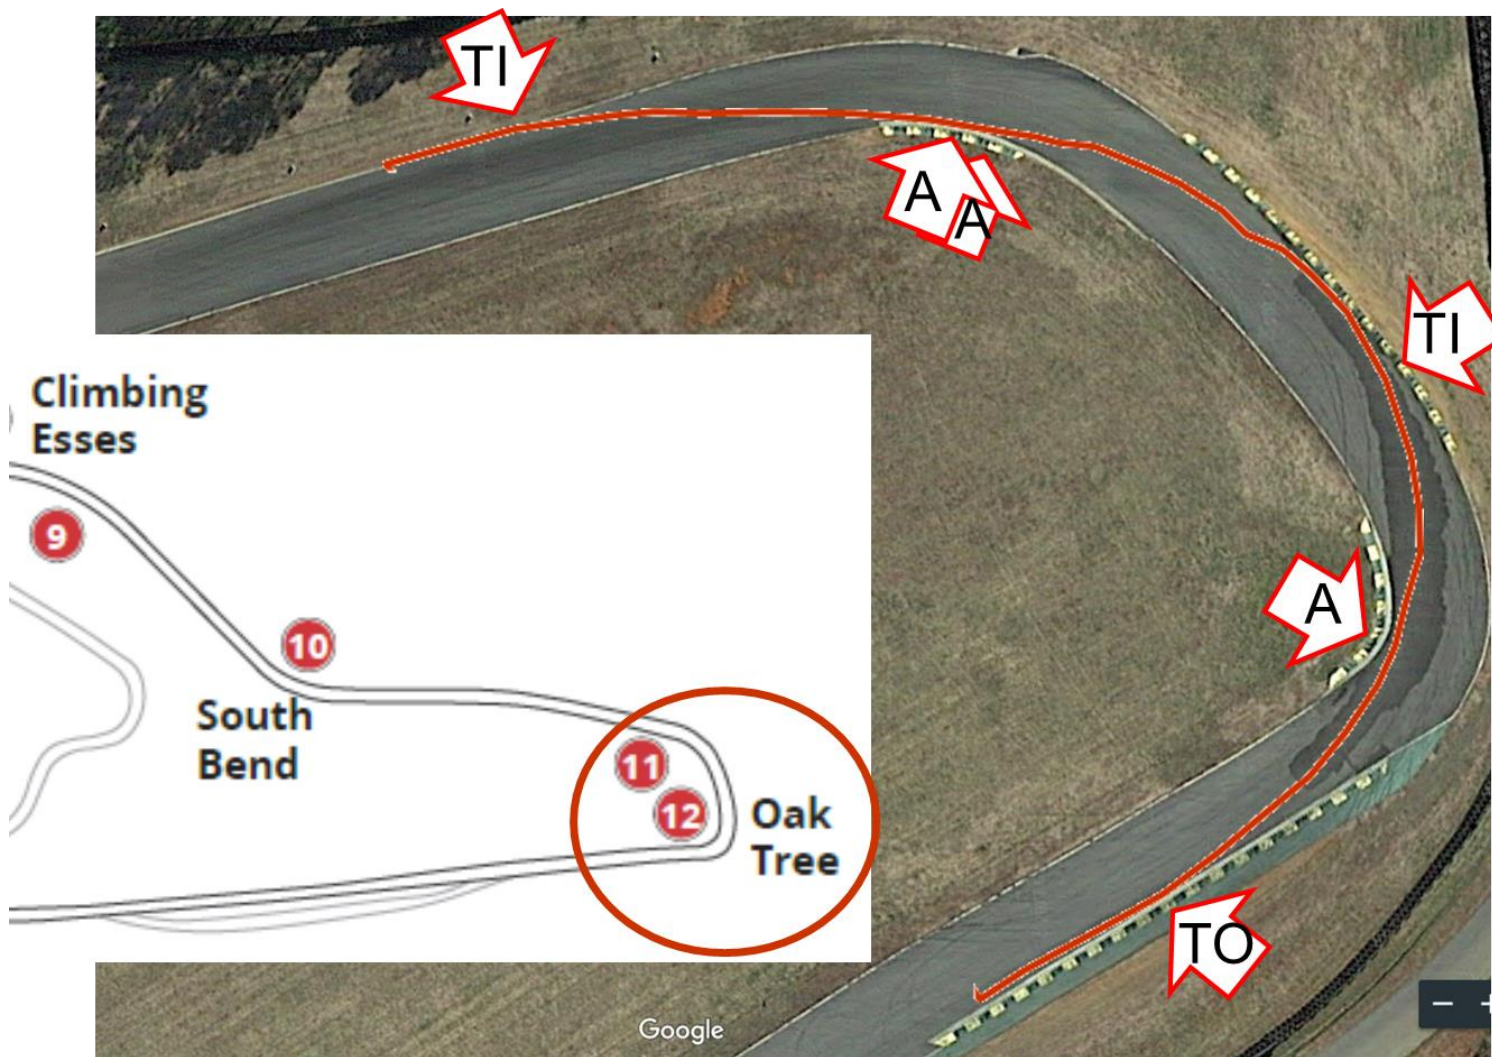 TI
A
A
TI
Climbing
Esses
9
10
South
Bend
11
12
Oak
Tree
A
TO
Google
− +